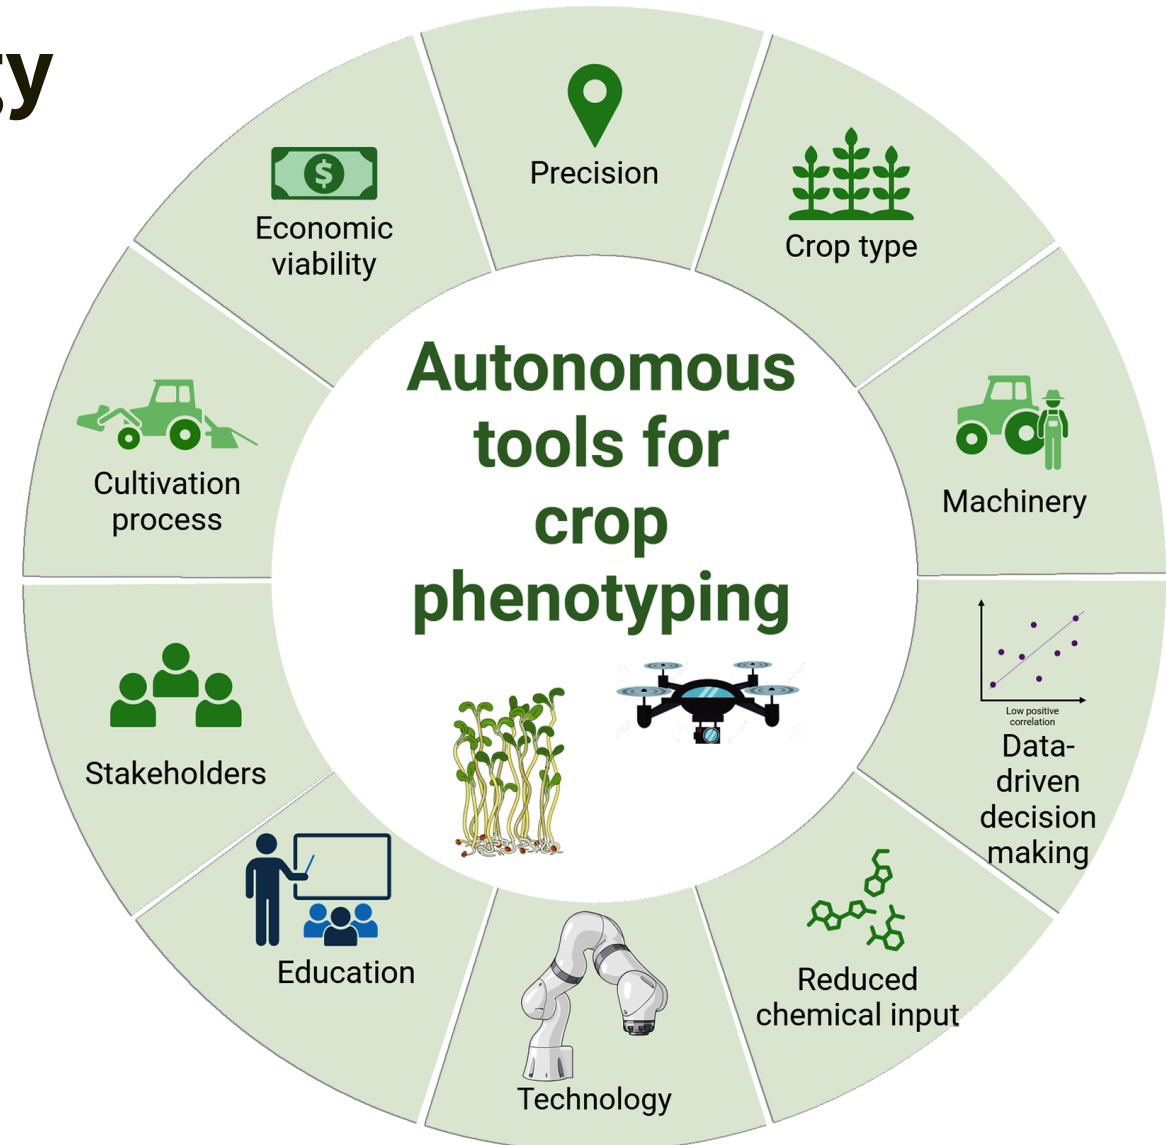 gy
Precision
Crop type
Machinery
Low positive
correlation
Data-
driven
decision
making
Reduced
chemical input
Technology
Education
Stakeholders
Cultivation
process
Economic
viability
$
Autonomous
tools for
crop
phenotyping